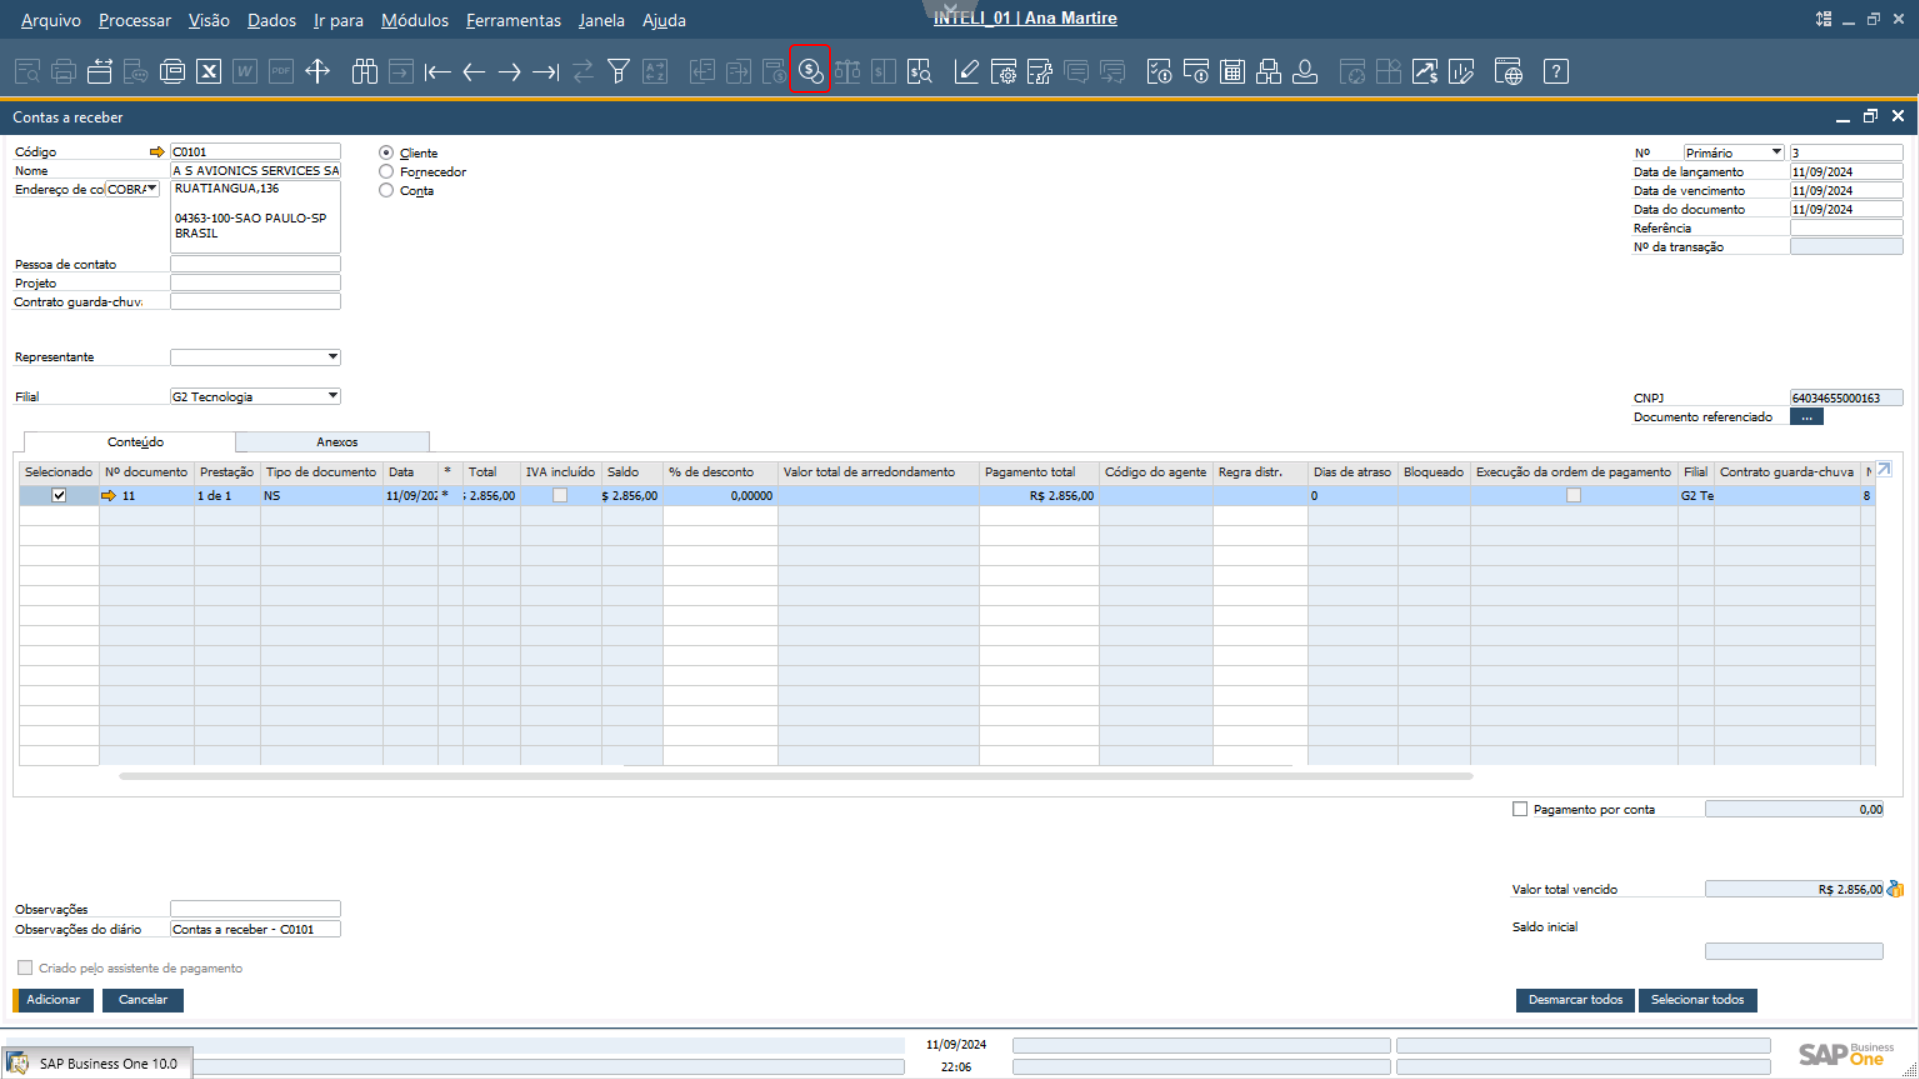 Arquivo Processar Visão Dados Ir para Módulos Ferramentas Janela Ajuda
INTELI_01 | Ana Martire
Contas a receber
Código C0101
Nome A S AVIONICS SERVICES SA
Endereço de co COBRA
RUATIANGUA,136
04363-100-SAO PAULO-SP
BRASIL
Pessoa de contato
Projeto
Contrato guarda-chuv
Representante
Filial G2 Tecnologia
Cliente
Fornecedor
Conta
Nº Primário 3
Data de lançamento 11/09/2024
Data de vencimento 11/09/2024
Data do documento 11/09/2024
Referência
Nº da transação
CNPJ 64034655000163
Documento referenciado ...
Conteúdo Anexos
Selecionado Nº documento Prestação Tipo de documento Data * Total IVA incluído Saldo % de desconto Valor total de arredondamento Pagamento total Código do agente Regra distr. Dias de atraso Bloqueado Execução da ordem de pagamento Filial Contrato guarda-chuva
11 1 de 1 NS 11/09/202 * 2.856,00 $ 2.856,00 0,00000 R$ 2.856,00 0 G2 Te 8
Pagamento por conta 0,00
Valor total vencido R$ 2.856,00
Saldo inicial
Observações
Observações do diário Contas a receber - C0101
Criado pelo assistente de pagamento
Adicionar Cancelar
Desmarcar todos Selecionar todos
11/09/2024
22:06
SAP Business One 10.0
SAP Business One